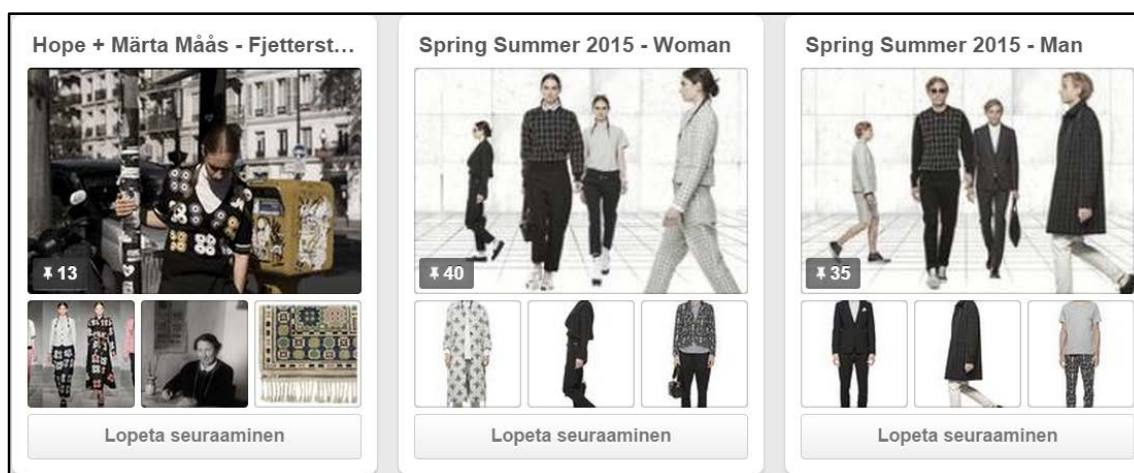 Hope + Märta Måås - Fjetterst...
13
Lopeta seuraaminen
Spring Summer 2015 - Woman
40
Lopeta seuraaminen
Spring Summer 2015 - Man
35
Lopeta seuraaminen